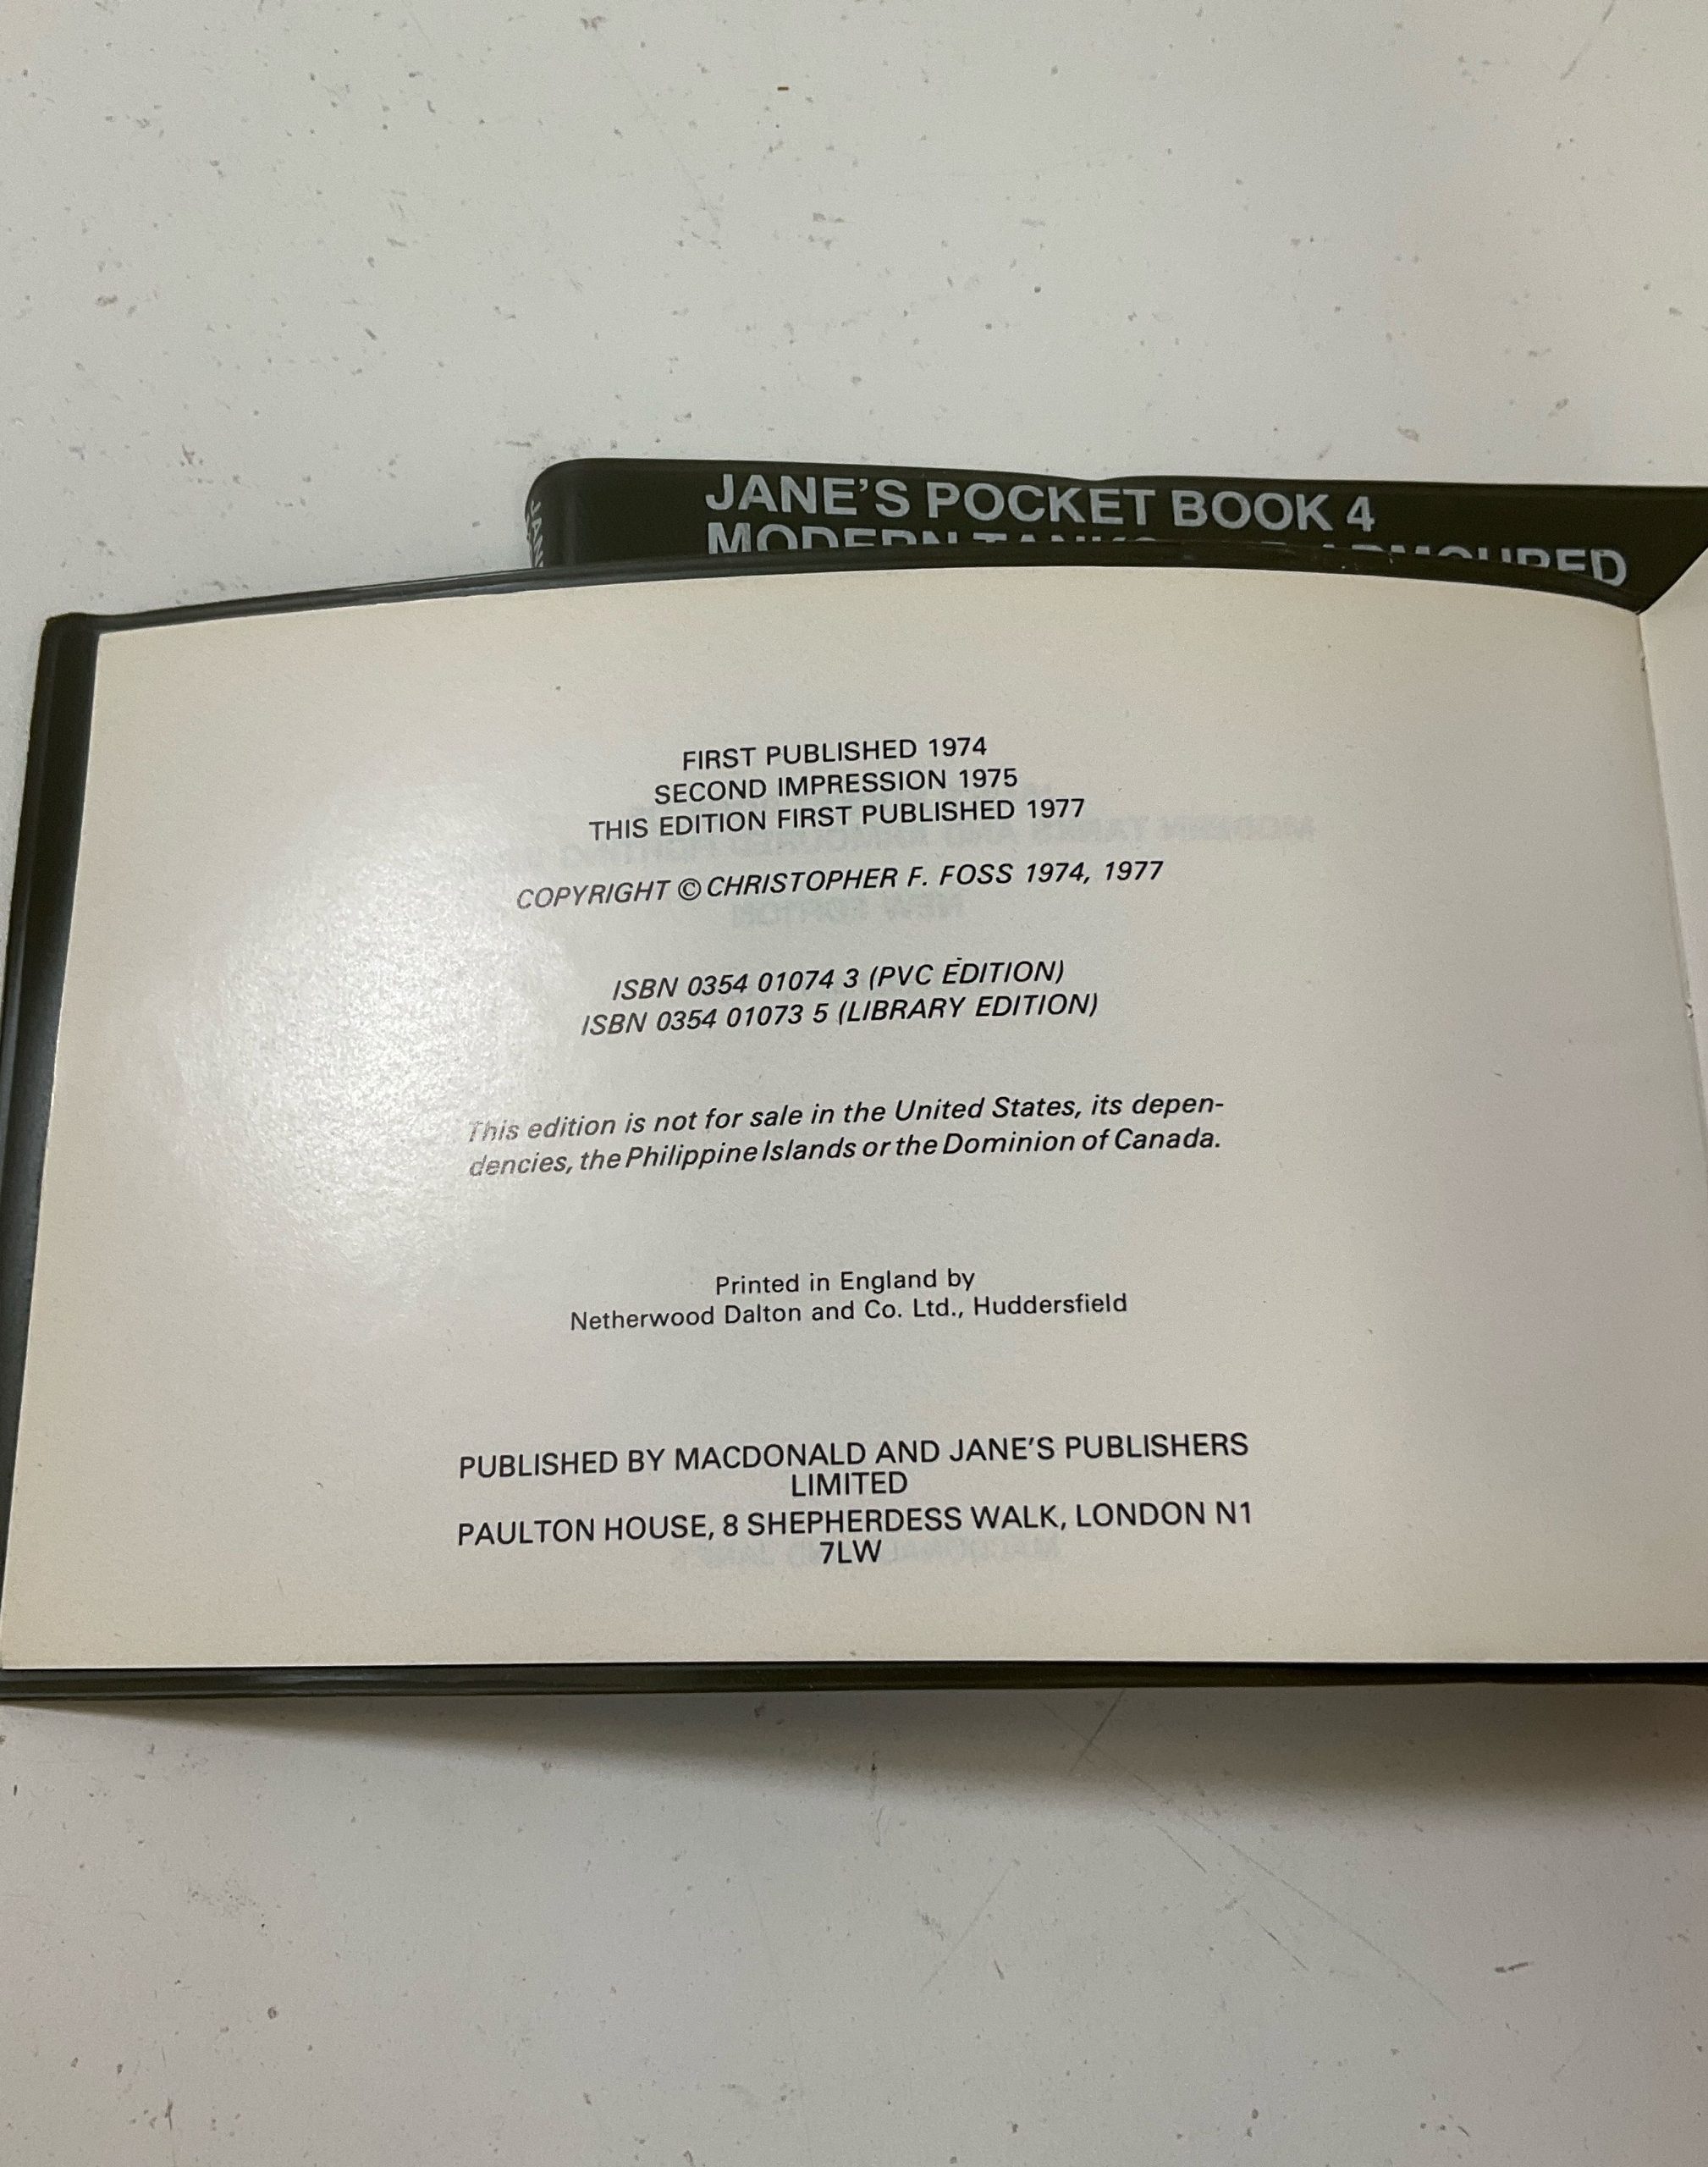 JANE'S POCKET BOOK 4
MODERN TANKS AND ARMOURED
FIRST PUBLISHED 1974
SECOND IMPRESSION 1975
THIS EDITION FIRST PUBLISHED 1977
COPYRIGHT © CHRISTOPHER F. FOSS 1974, 1977
ISBN 0354 01074 3 (PVC EDITION)
ISBN 0354 01073 5 (LIBRARY EDITION)
This edition is not for sale in the United States, its depen-
dencies, the Philippine Islands or the Dominion of Canada.
Printed in England by
Netherwood Dalton and Co. Ltd., Huddersfield
PUBLISHED BY MACDONALD AND JANE'S PUBLISHERS
LIMITED
PAULTON HOUSE, 8 SHEPHERDESS WALK, LONDON N1
7LW